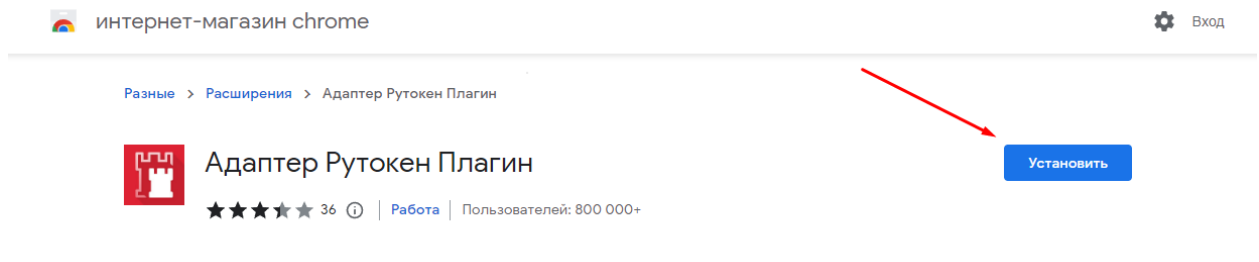 интернет-магазин chrome
Вход
Разные > Расширения > Адаптер Рутокен Плагин
Адаптер Рутокен Плагин
Установить
36 | Работа | Пользователей: 800 000+